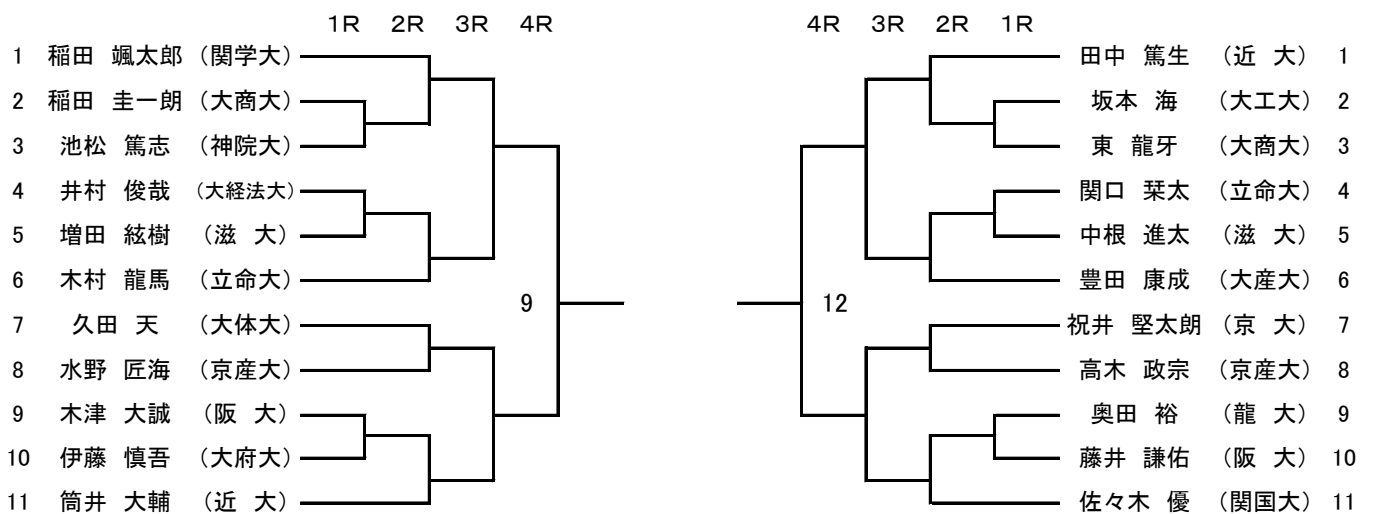 1R 2R 3R 4R
1 稲田 颯太郎 (関学大)
2 稲田 圭一朗 (大商大)
3 池松 篤志 (神院大)
4 井村 俊哉 (大経法大)
5 増田 絃樹 (滋 大)
6 木村 龍馬 (立命大)
7 久田 天 (大体大)
8 水野 匠海 (京産大)
9 木津 大誠 (阪 大)
10 伊藤 慎吾 (大府大)
11 筒井 大輔 (近 大)
9
4R 3R 2R 1R
田中 篤生 (近 大) 1
坂本 海 (大工大) 2
東 龍牙 (大商大) 3
関口 栞太 (立命大) 4
中根 進太 (滋 大) 5
豊田 康成 (大産大) 6
祝井 堅太朗 (京 大) 7
高木 政宗 (京産大) 8
奥田 裕 (龍 大) 9
藤井 謙佑 (阪 大) 10
佐々木 優 (関国大) 11
12